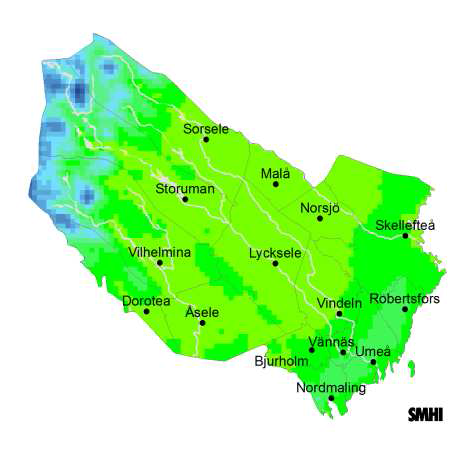 Sorsele
Malå
Storuman
Norsjö
Skellefteå
Vilhelmina
Lycksele
Dorotea
Åsele
Vindeln
Robertsfors
Vännäs
Bjurholm
Umeå
Nordmaling
SMHI